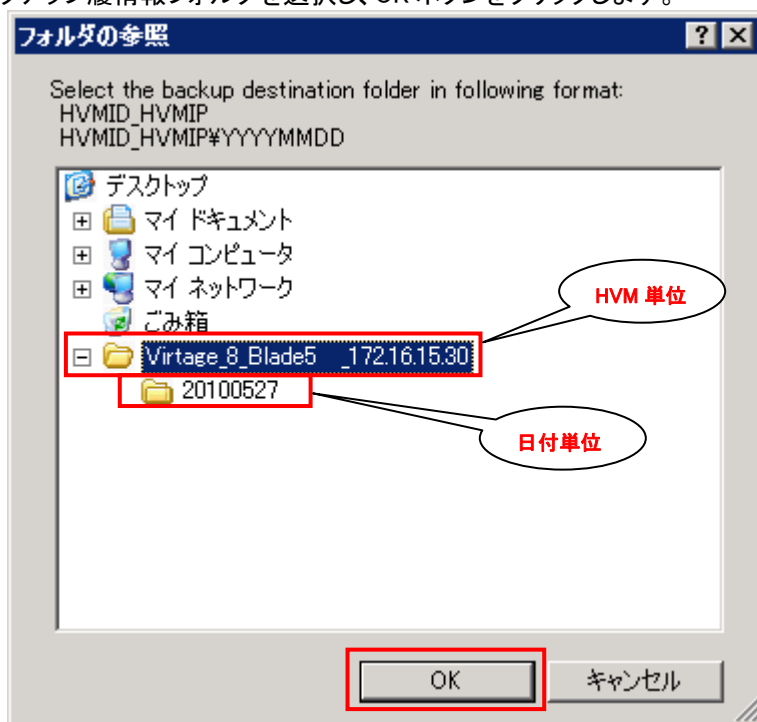 フォルダの参照
Select the backup destination folder in following format:
HVMID_HVMIP
HVMID_HVMIP¥YYYYMMDD
デスクトップ
マイ ドキュメント
マイ コンピュータ
マイ ネットワーク
ごみ箱
HVM 単位
Virtage_8_Blade5 _172.16.15.30
20100527
日付単位
OK
キャンセル